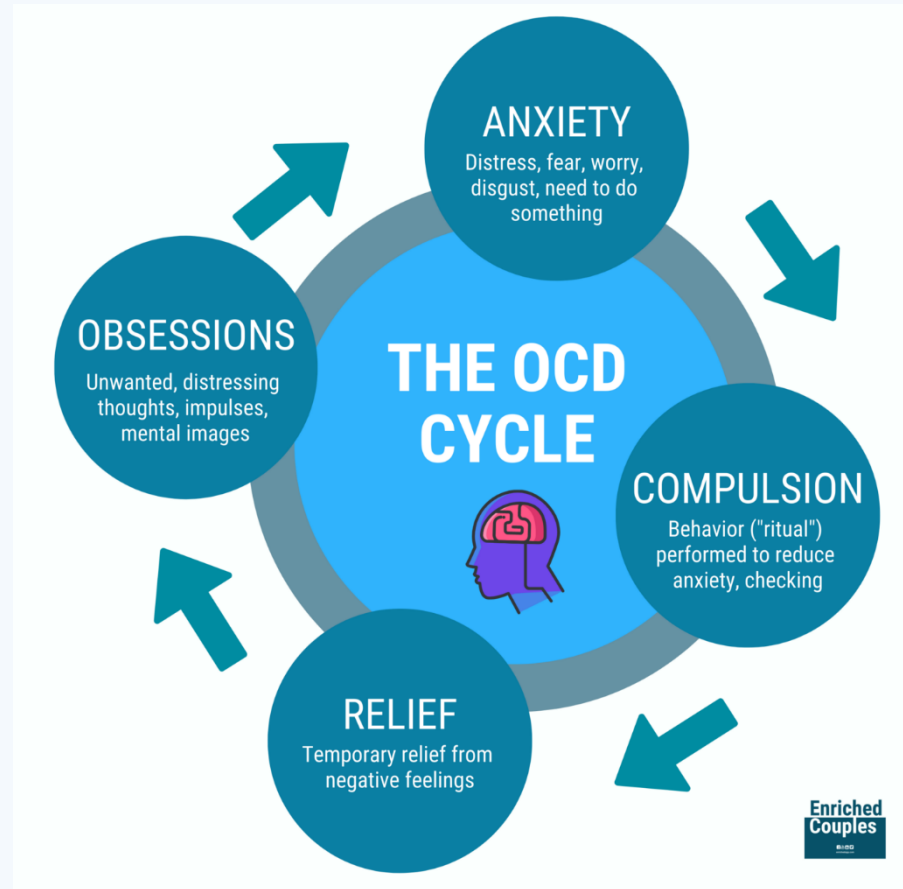 ANXIETY
Distress, fear, worry,
disgust, need to do
something
OBSESSIONS
Unwanted, distressing
thoughts, impulses,
mental images
THE OCD
CYCLE
COMPULSION
Behavior ("ritual")
performed to reduce
anxiety, checking
RELIEF
Temporary relief from
negative feelings
Enriched
Couples